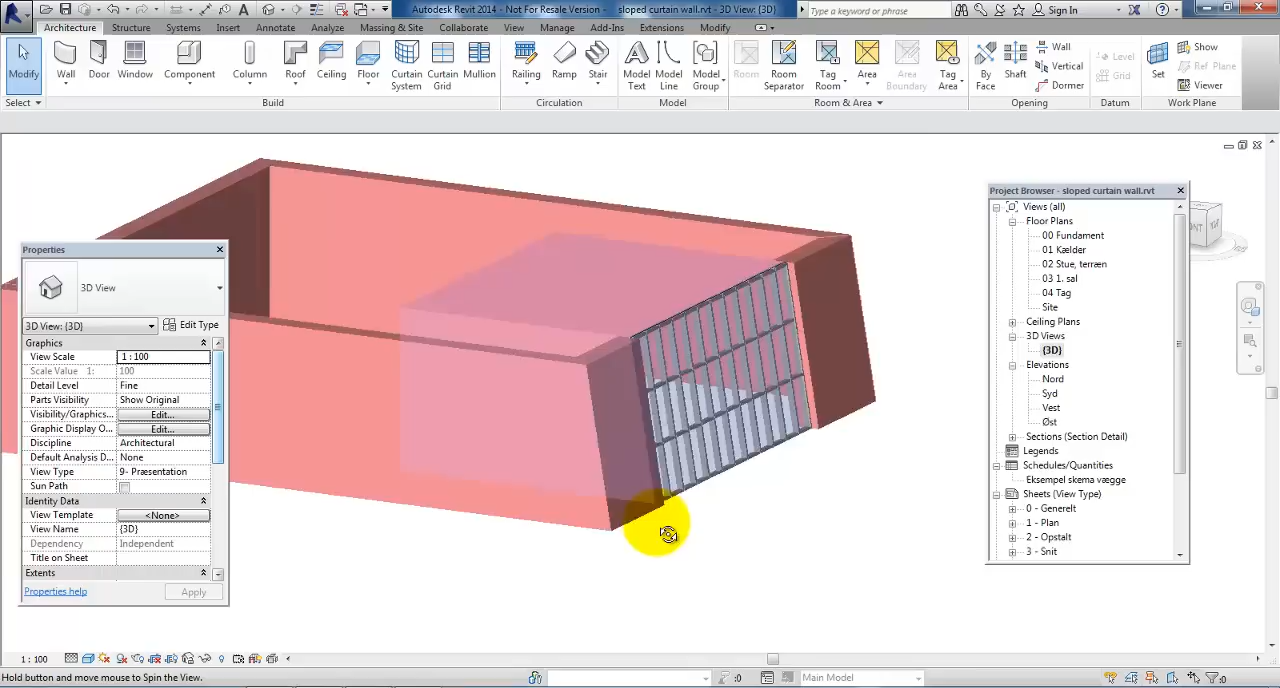 Autodesk Revit 2014 - Not For Resale Version - sloped curtain wall.rvt - 3D View: {3D}
Type a keyword or phrase
Sign In
Architecture Structure Systems Insert Annotate Analyze Massing & Site Collaborate View Manage Add-Ins Extensions Modify
Modify
Wall
Door
Window
Component
Column
Roof
Ceiling
Floor
Curtain System
Curtain Grid
Mullion
Railing
Ramp
Stair
Model Text
Model Line
Model Group
Room
Room Separator
Tag Room
Area
Area Boundary
Tag Area
By Face
Shaft
Wall
Vertical
Dormer
Level
Grid
Set
Show
Ref Plane
Viewer
Select
Build
Circulation
Model
Room & Area
Opening
Datum
Work Plane
Properties
3D View
3D View: {3D}
Edit Type
Graphics
View Scale 1 : 100
Scale Value 1: 100
Detail Level Fine
Parts Visibility Show Original
Visibility/Graphics... Edit...
Graphic Display O... Edit...
Discipline Architectural
Default Analysis D... None
View Type 9- Præsentation
Sun Path
Identity Data
View Template <None>
View Name {3D}
Dependency Independent
Title on Sheet
Extents
Properties help
Apply
Project Browser - sloped curtain wall.rvt
Views (all)
Floor Plans
00 Fundament
01 Kælder
02 Stue, terræn
03 1. sal
04 Tag
Site
Ceiling Plans
3D Views
{3D}
Elevations
Nord
Syd
Vest
Øst
Sections (Section Detail)
Legends
Schedules/Quantities
Eksempel skema vægge
Sheets (View Type)
0 - Generelt
1 - Plan
2 - Opstalt
3 - Snit
1 : 100
Hold button and move mouse to Spin the View.
:0
Main Model
:0